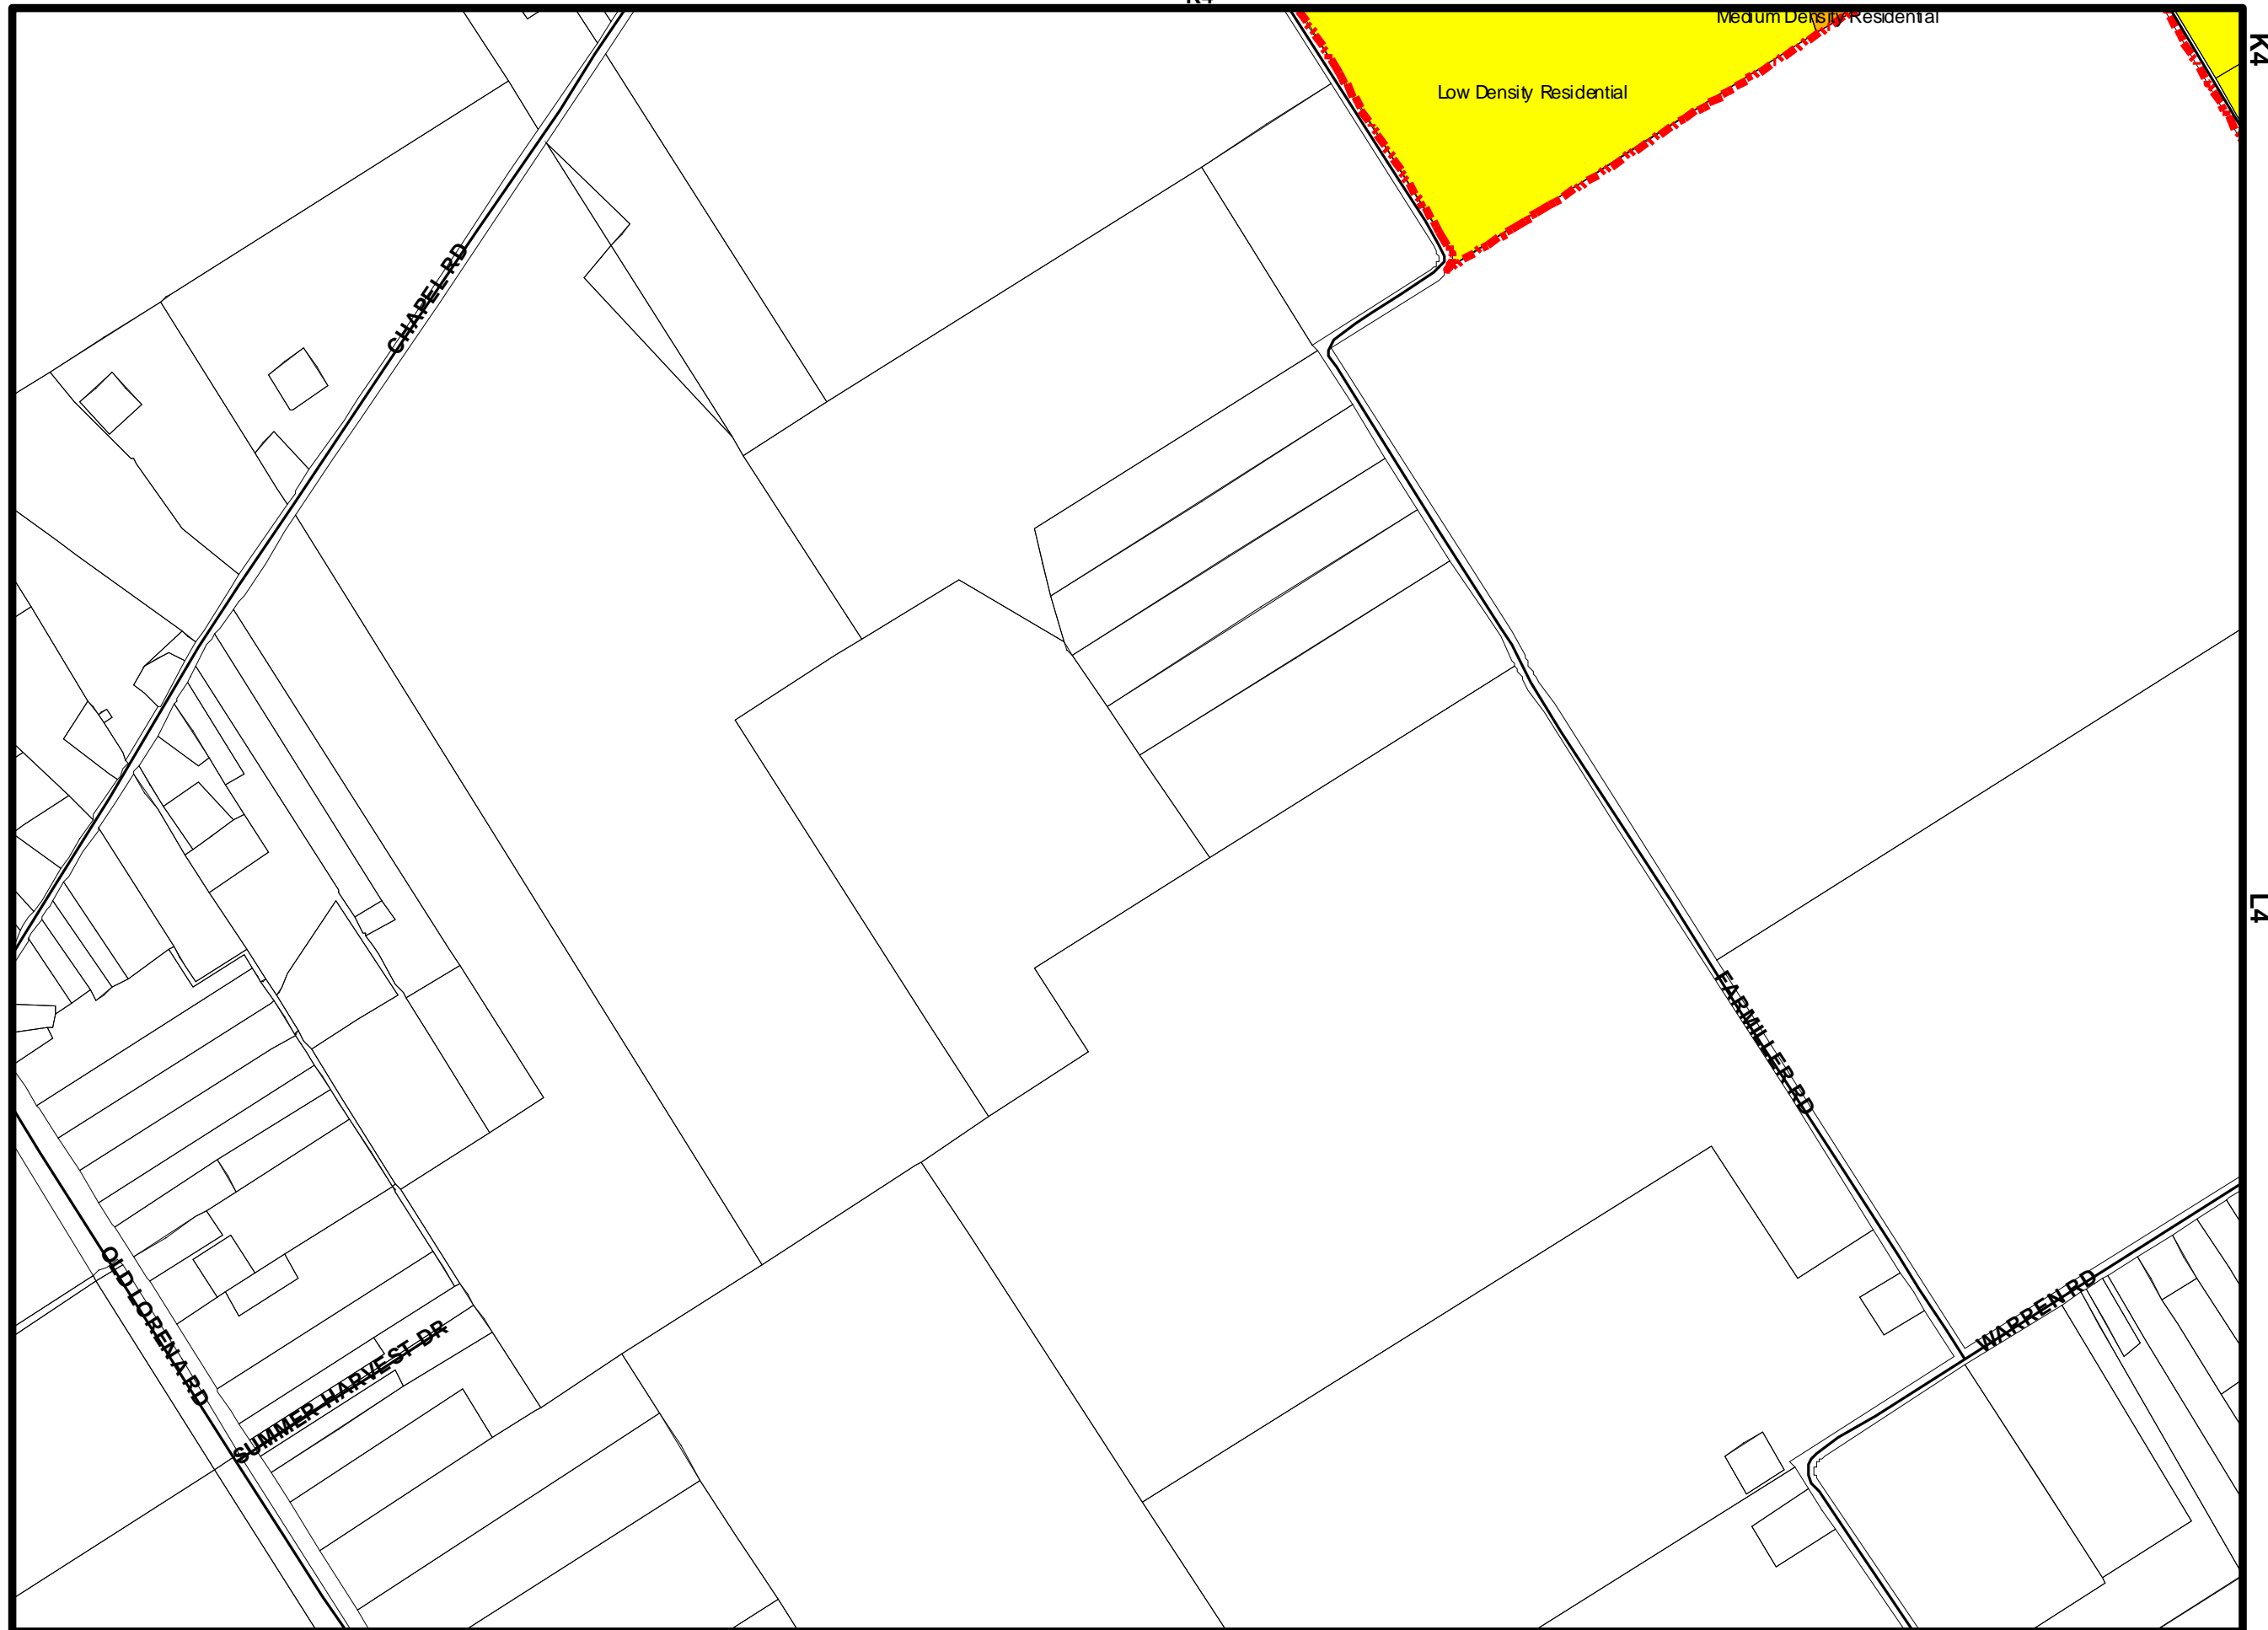 Medium Density Residential
K4
Low Density Residential
CHAPEL RD
L4
EARMILLER RD
OLD LORENA RD
WARREN RD
SUMMER HARVEST DR